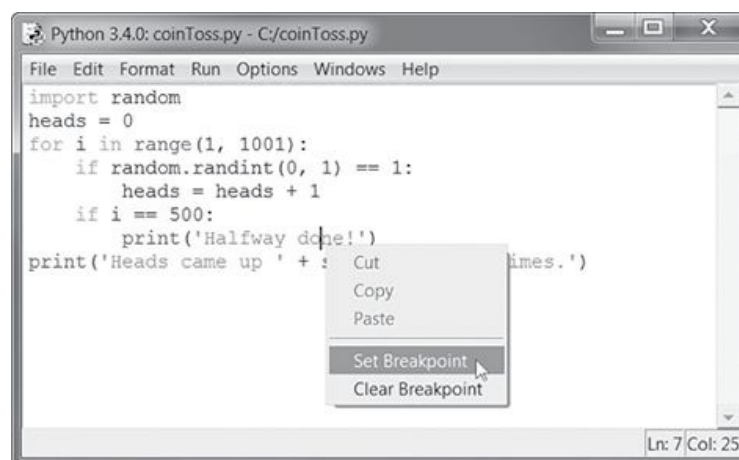 Python 3.4.0: coinToss.py - C:/coinToss.py
File Edit Format Run Options Windows Help
import random
heads = 0
for i in range(1, 1001):
    if random.randint(0, 1) == 1:
        heads = heads + 1
    if i == 500:
        print('Halfway done!')
print('Heads came up ' + imes.')
Cut
Copy
Paste
Set Breakpoint
Clear Breakpoint
Ln: 7 Col: 25